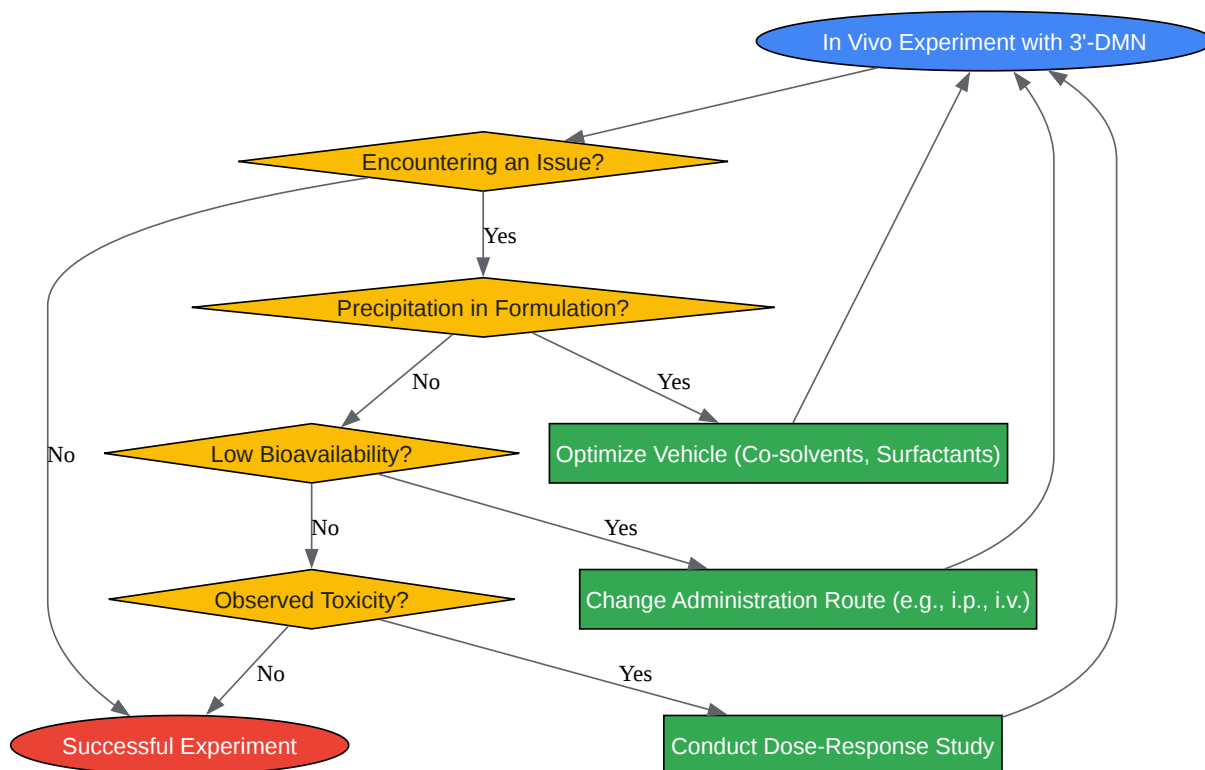 In Vivo Experiment with 3'-DMN
Encountering an Issue?
Yes
Precipitation in Formulation?
No
Yes
No
Low Bioavailability?
Optimize Vehicle (Co-solvents, Surfactants)
No
Yes
Observed Toxicity?
Change Administration Route (e.g., i.p., i.v.)
No
Yes
Successful Experiment
Conduct Dose-Response Study